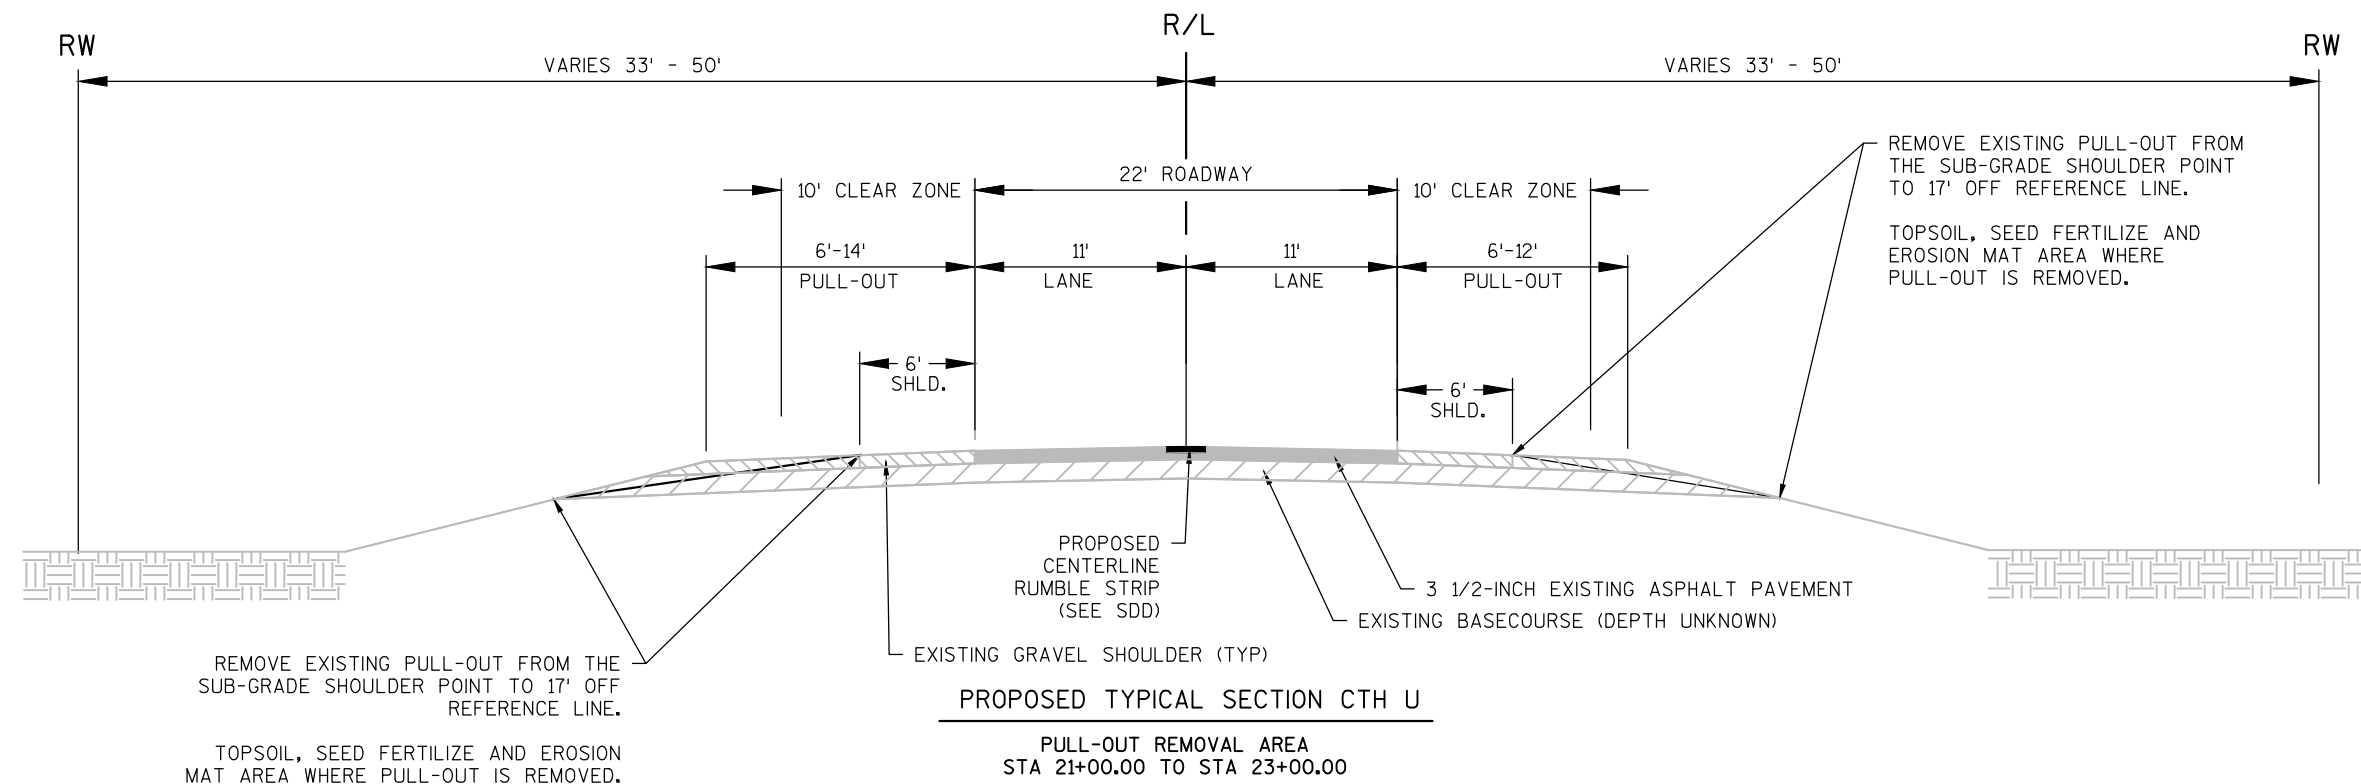 R/L
RW
RW
VARIES 33' - 50'
VARIES 33' - 50'
REMOVE EXISTING PULL-OUT FROM
THE SUB-GRADE SHOULDER POINT
TO 17' OFF REFERENCE LINE.
TOPSOIL, SEED FERTILIZE AND
EROSION MAT AREA WHERE
PULL-OUT IS REMOVED.
22' ROADWAY
10' CLEAR ZONE
10' CLEAR ZONE
6'-14'
PULL-OUT
11'
LANE
11'
LANE
6'-12'
PULL-OUT
6'
SHLD.
6'
SHLD.
PROPOSED
CENTERLINE
RUMBLE STRIP
(SEE SDD)
3 1/2-INCH EXISTING ASPHALT PAVEMENT
EXISTING BASECOURSE (DEPTH UNKNOWN)
EXISTING GRAVEL SHOULDER (TYP)
REMOVE EXISTING PULL-OUT FROM THE
SUB-GRADE SHOULDER POINT TO 17' OFF
REFERENCE LINE.
TOPSOIL, SEED FERTILIZE AND EROSION
MAT AREA WHERE PULL-OUT IS REMOVED.
PROPOSED TYPICAL SECTION CTH U
PULL-OUT REMOVAL AREA
STA 21+00.00 TO STA 23+00.00